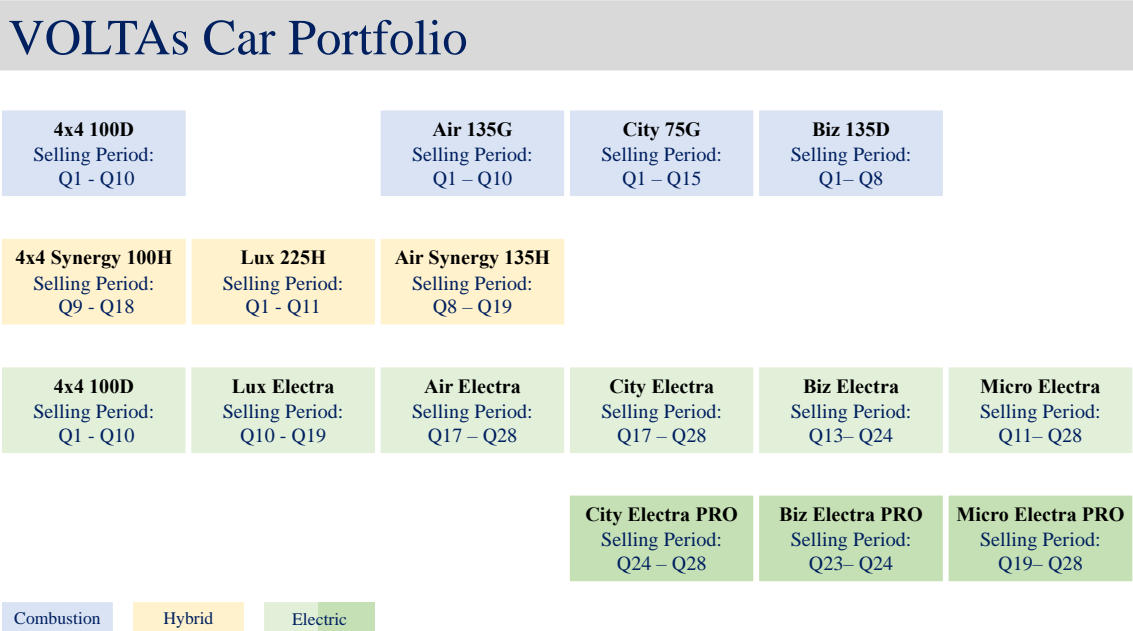 VOLTAs Car Portfolio
4x4 100D
Selling Period:
Q1 - Q10
Air 135G
Selling Period:
Q1 – Q10
City 75G
Selling Period:
Q1 – Q15
Biz 135D
Selling Period:
Q1– Q8
4x4 Synergy 100H
Selling Period:
Q9 - Q18
Lux 225H
Selling Period:
Q1 - Q11
Air Synergy 135H
Selling Period:
Q8 – Q19
4x4 100D
Selling Period:
Q1 - Q10
Lux Electra
Selling Period:
Q10 - Q19
Air Electra
Selling Period:
Q17 – Q28
City Electra
Selling Period:
Q17 – Q28
Biz Electra
Selling Period:
Q13– Q24
Micro Electra
Selling Period:
Q11– Q28
City Electra PRO
Selling Period:
Q24 – Q28
Biz Electra PRO
Selling Period:
Q23– Q24
Micro Electra PRO
Selling Period:
Q19– Q28
Combustion
Hybrid
Electric